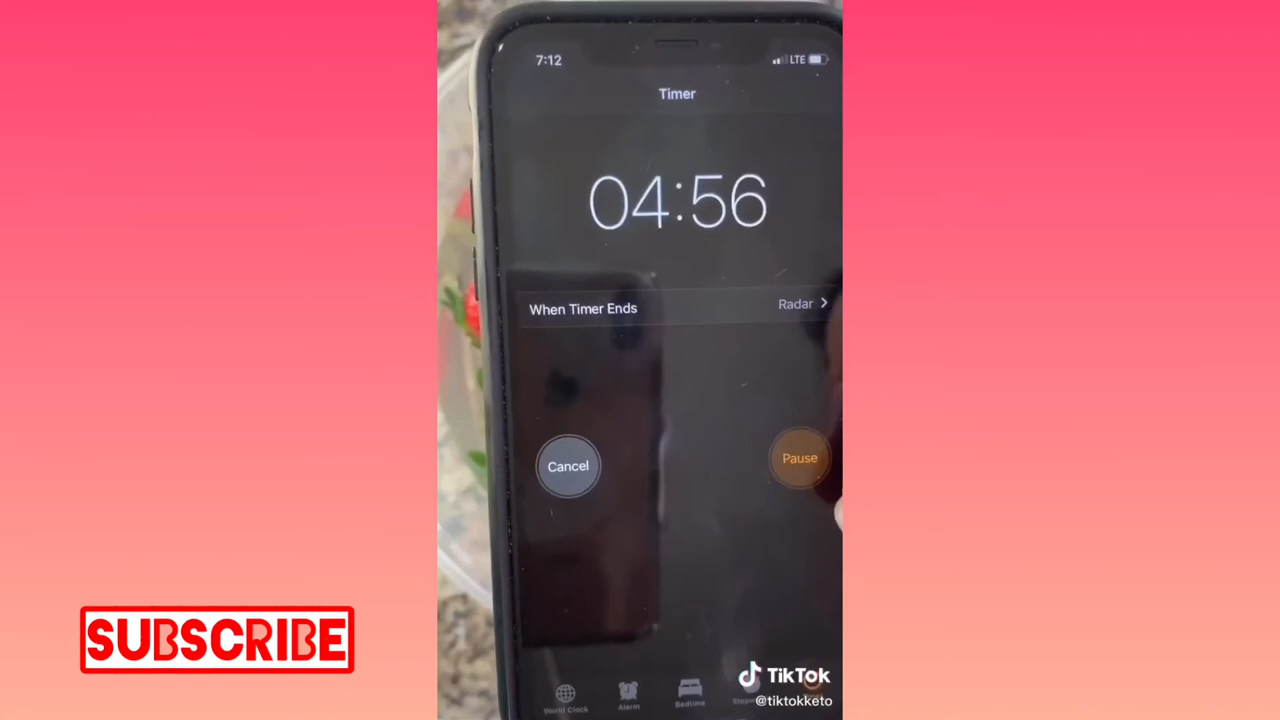 7:12
LTE
Timer
04:56
When Timer Ends
Radar
Cancel
Pause
SUBSCRIBE
TikTok
World Clock
Alarm
Bedtime
@tiktokketo